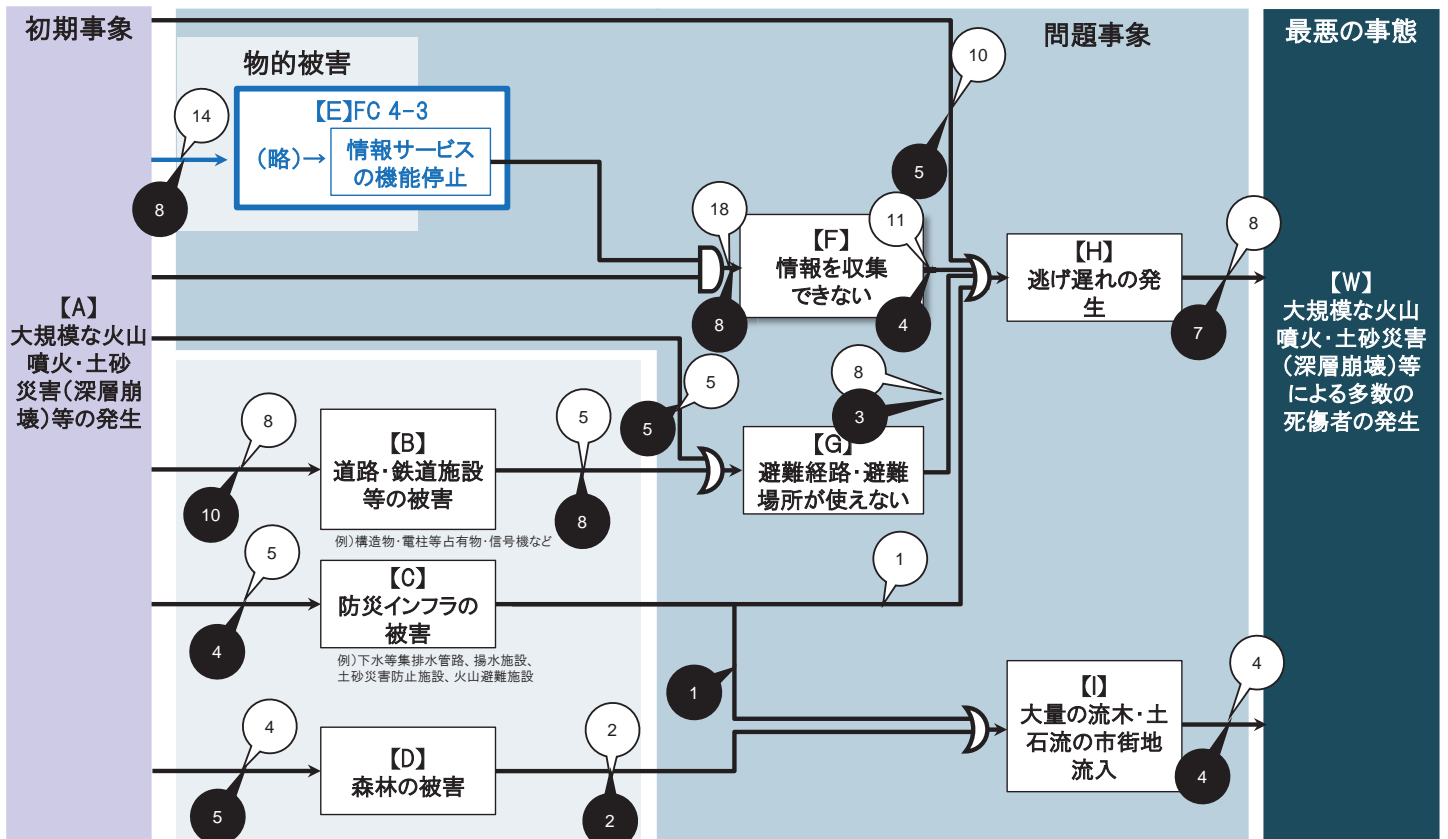 初期事象
物的被害
問題事象
最悪の事態
10
14
【E】FC 4-3
(略)→
情報サービス
の機能停止
5
8
18
11
8
【F】
情報を収集
できない
【H】
逃げ遅れの発
生
【A】
大規模な火山
噴火・土砂
災害(深層崩
壊)等の発生
【W】
大規模な火山
噴火・土砂災害
(深層崩壊)等
による多数の
死傷者の発生
8
4
7
5
8
5
3
8
5
【B】
道路・鉄道施設
等の被害
【G】
避難経路・避難
場所が使えない
10
8
例)構造物・電柱等占有物・信号機など
5
1
【C】
防災インフラの
被害
4
例)下水等集排水管路、揚水施設、
土砂災害防止施設、火山避難施設
1
4
【I】
大量の流木・土
石流の市街地
流入
4
2
【D】
森林の被害
4
5
2